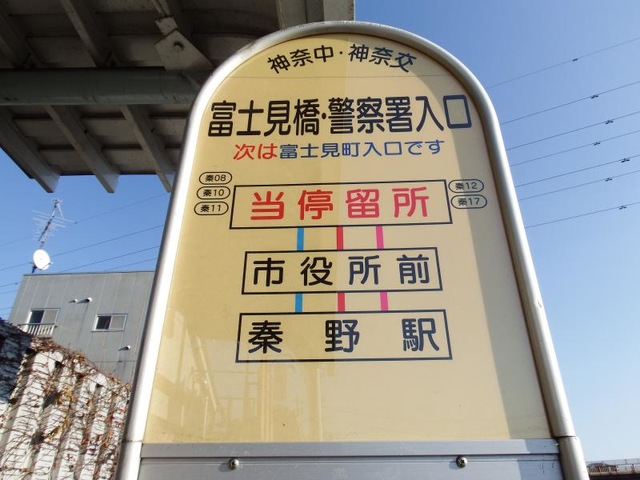 神奈中・神奈交
富士見橋・警察署入口
次は富士見町入口です
秦08
秦10
秦11
当停留所
秦12
秦17
市役所前
秦野駅